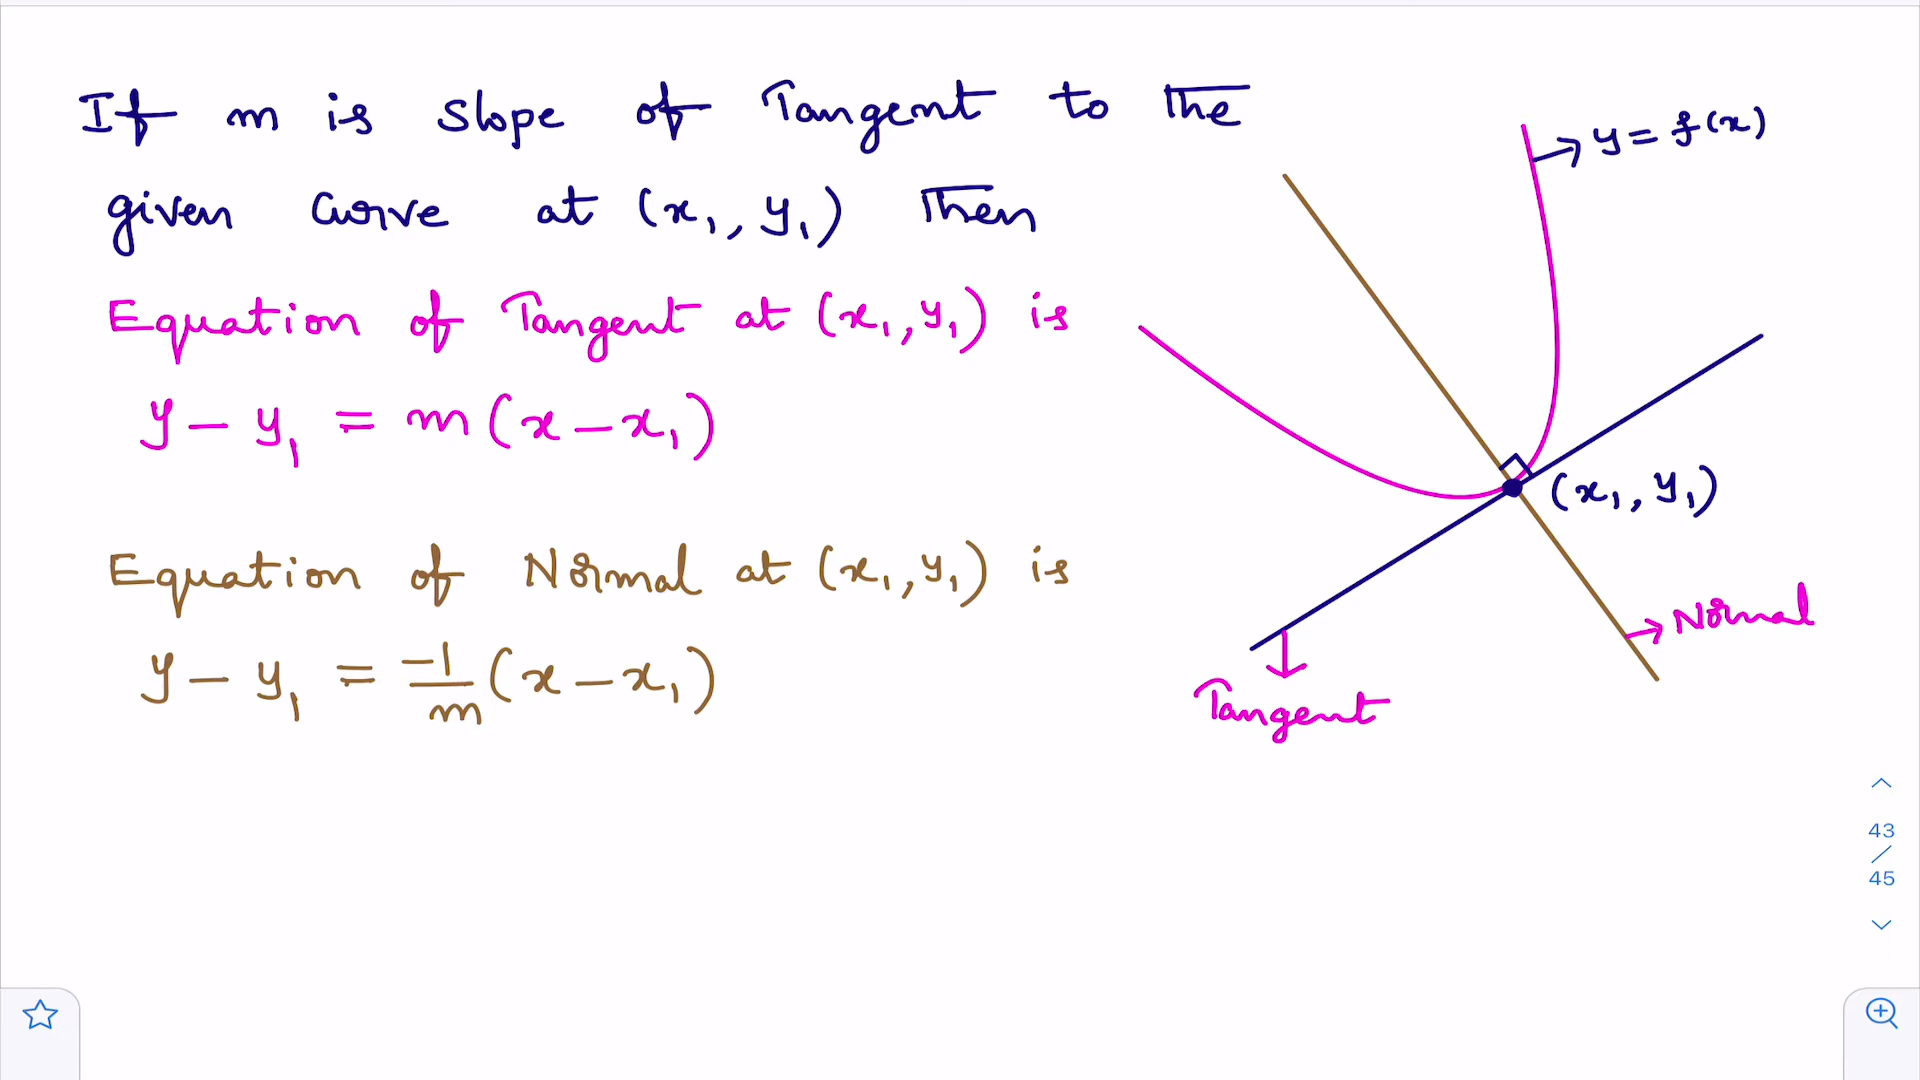 If m is slope of Tangent to the
given curve at (x₁, y₁) then
Equation of Tangent at (x₁, y₁) is
y - y₁ = m(x - x₁)
Equation of Normal at (x₁, y₁) is
y - y₁ = -1/m (x - x₁)
y = f(x)
(x₁, y₁)
Normal
Tangent
43
/
45